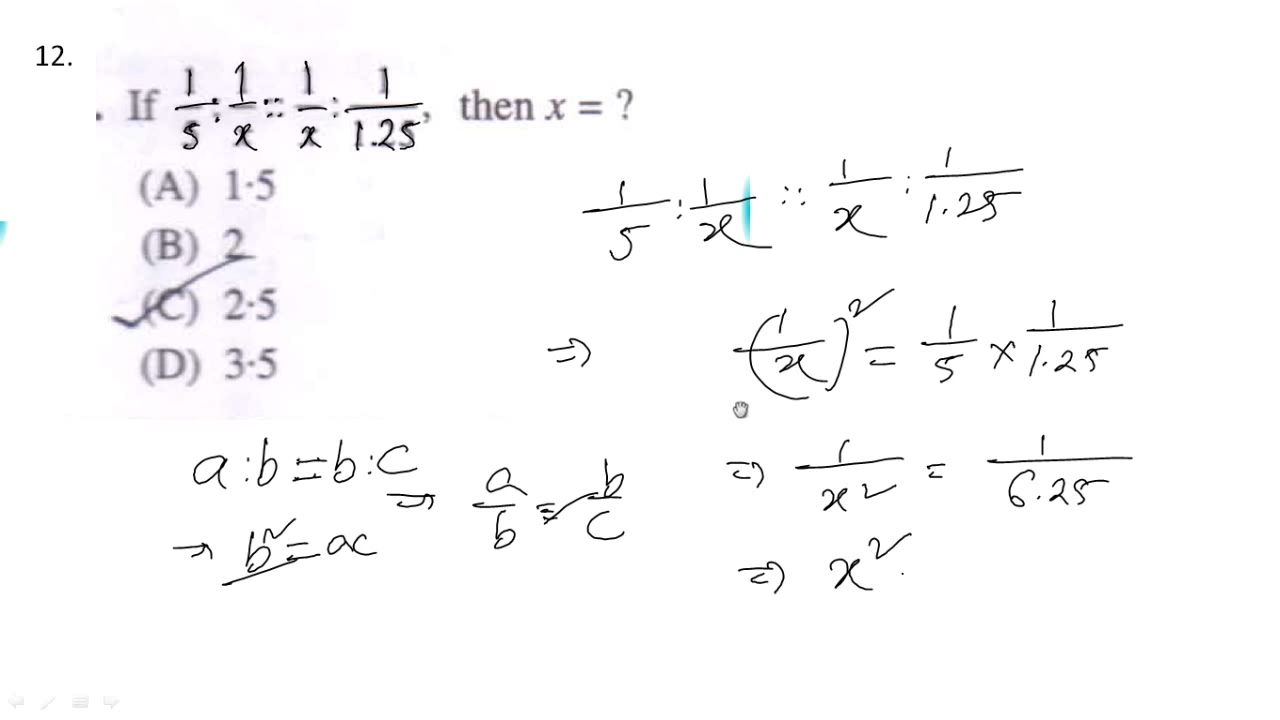 12.
. If 1/5 : 1/x :: 1/x : 1/1.25, then x = ?
(A) 1·5
(B) 2
✓(C) 2·5
(D) 3·5
1/5 : 1/x :: 1/x : 1/1.25
⇒ (1/x)² = 1/5 × 1/1.25
⇒ 1/x² = 1/6.25
⇒ x²
a : b = b : c ⇒ a/b = b/c
→ b² = ac